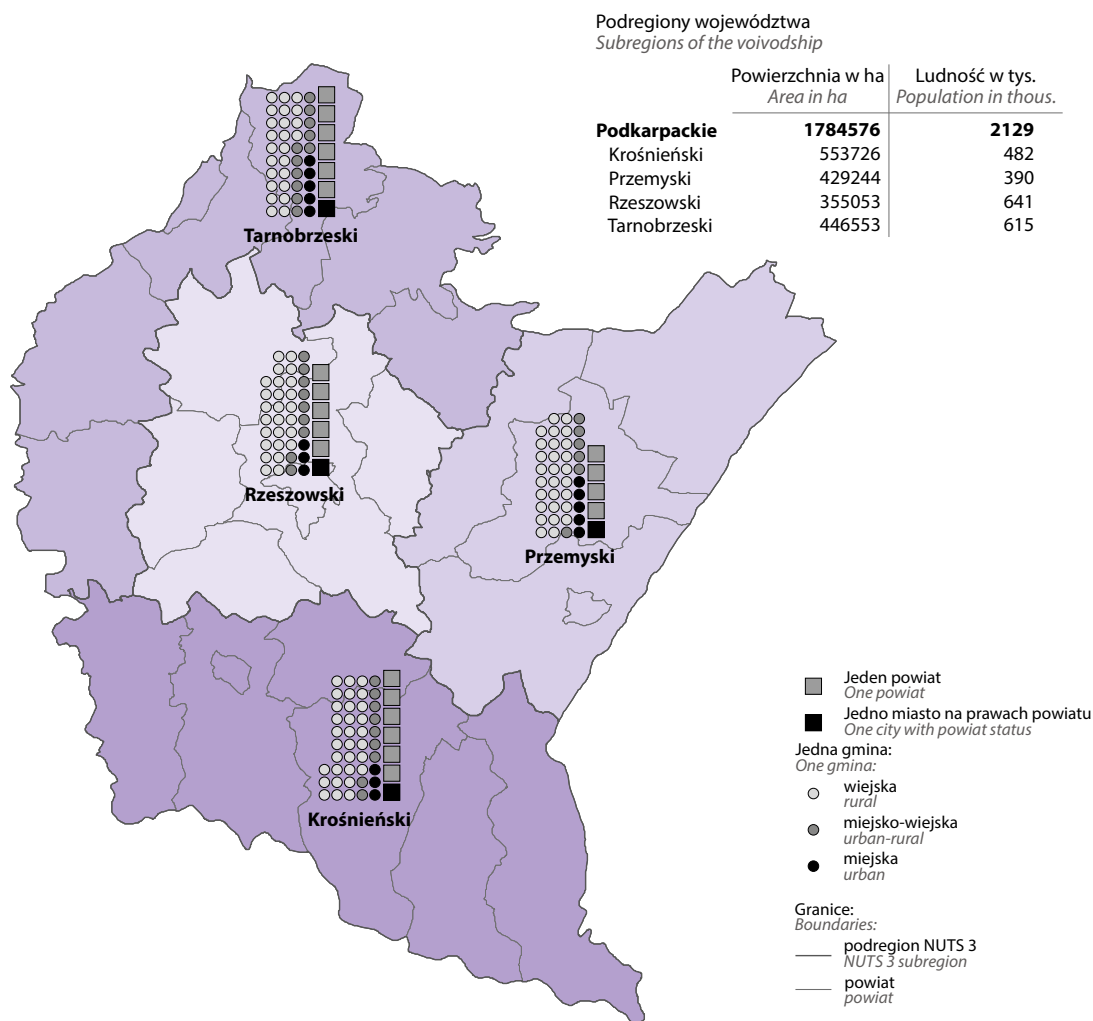 Podregiony województwa
Subregions of the voivodship
Powierzchnia w ha Ludność w tys.
Area in ha Population in thous.
Podkarpackie 1784576 2129
Krośnieński 553726 482
Przemyski 429244 390
Rzeszowski 355053 641
Tarnobrzeski 446553 615
Tarnobrzeski
Rzeszowski
Przemyski
Krośnieński
Jeden powiat
One powiat
Jedno miasto na prawach powiatu
One city with powiat status
Jedna gmina:
One gmina:
wiejska
rural
miejsko-wiejska
urban-rural
miejska
urban
Granice:
Boundaries:
podregion NUTS 3
NUTS 3 subregion
powiat
powiat